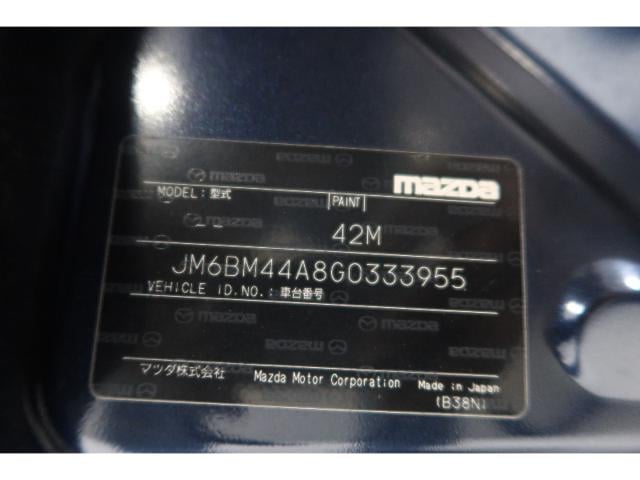 mazda
MODEL:型式 PAINT
-- 42M
JM6BM44A8G0333955
VEHICLE ID.NO.:車台番号
マツダ株式会社 Mazda Motor Corporation Made in Japan
(B38N)